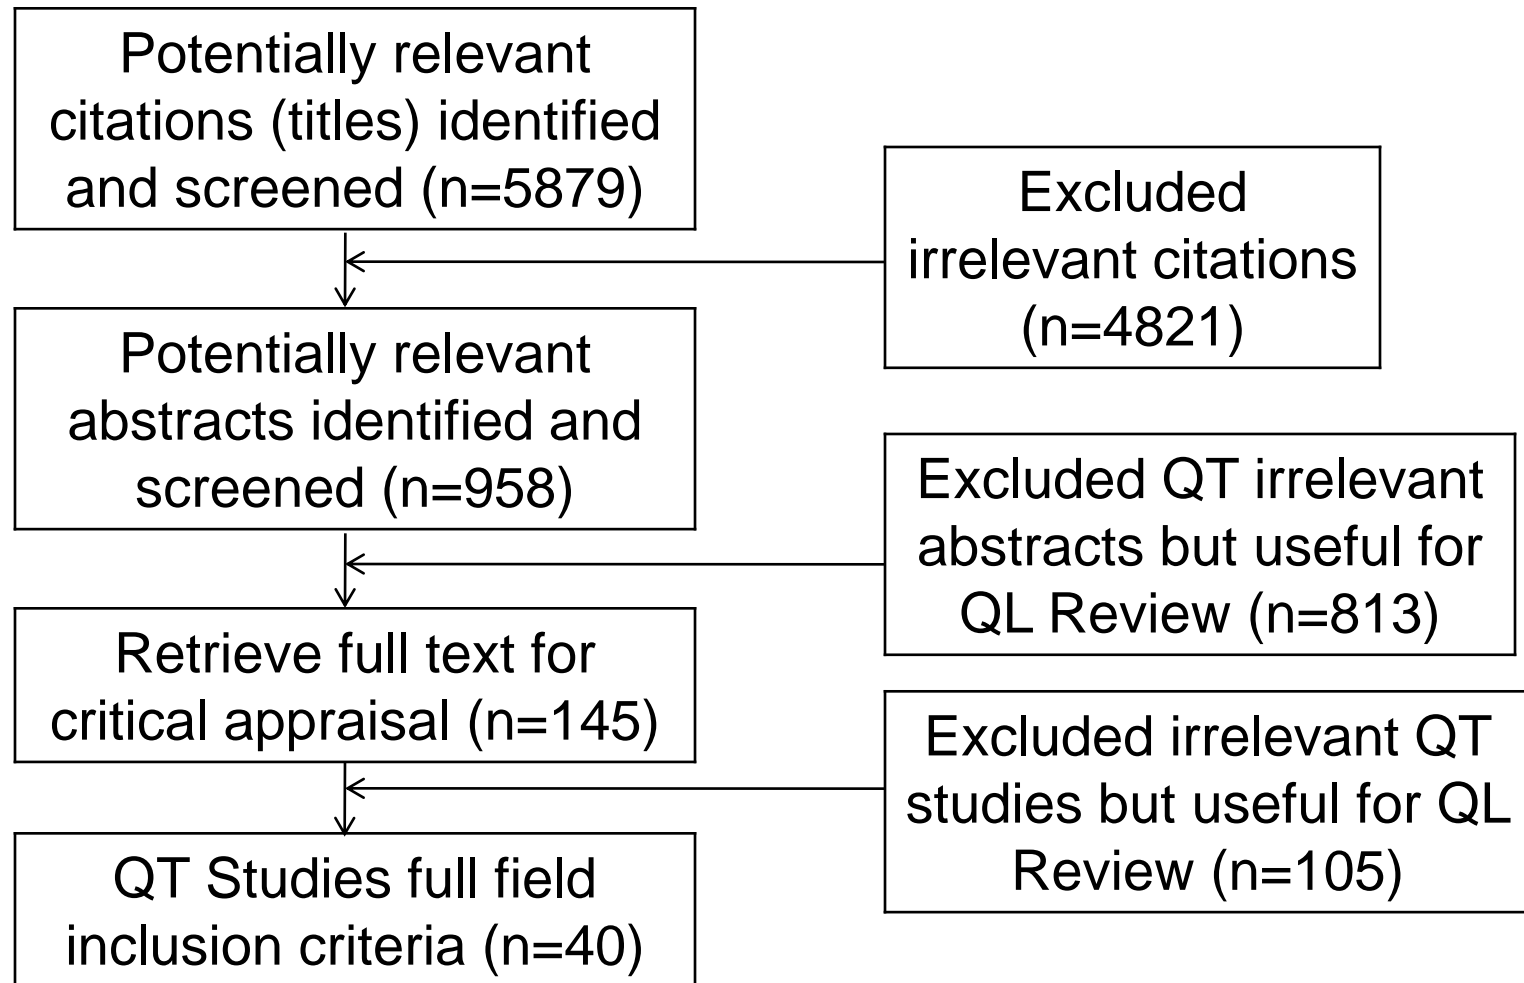 Potentially relevant
citations (titles) identified
and screened (n=5879)
Excluded
irrelevant citations
(n=4821)
Potentially relevant
abstracts identified and
screened (n=958)
Excluded QT irrelevant
abstracts but useful for
QL Review (n=813)
Retrieve full text for
critical appraisal (n=145)
Excluded irrelevant QT
studies but useful for QL
Review (n=105)
QT Studies full field
inclusion criteria (n=40)